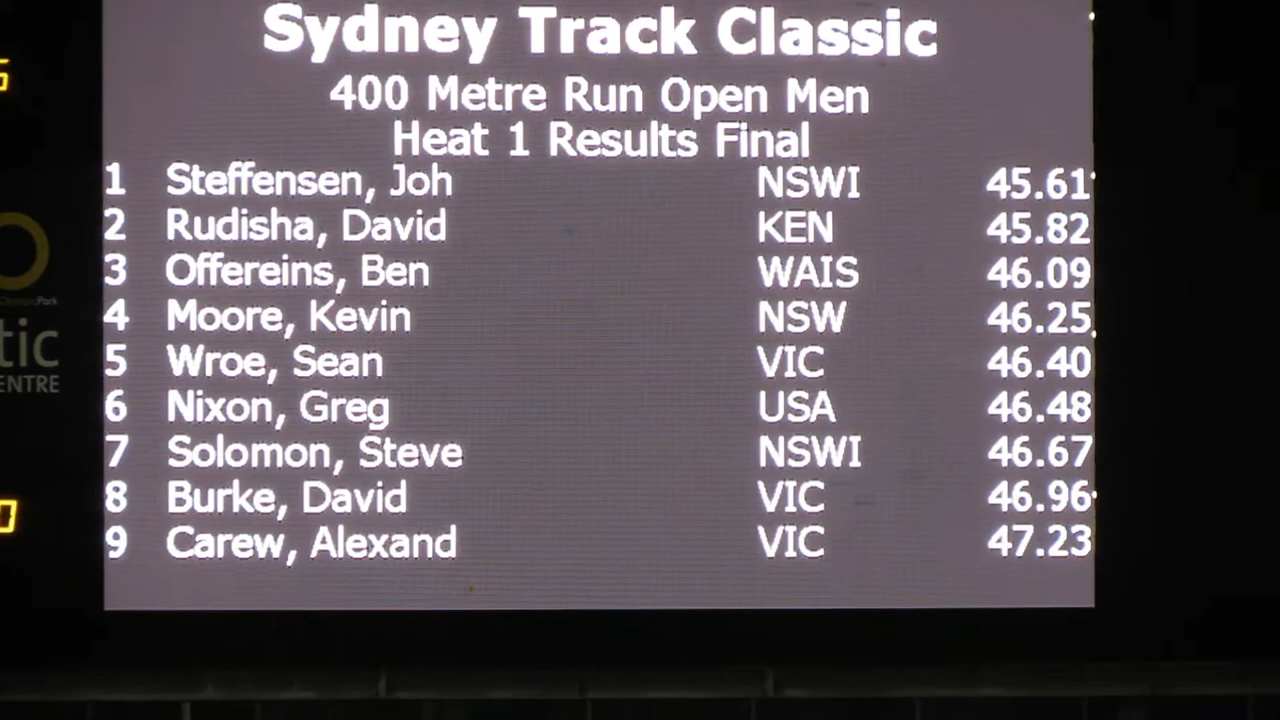 Sydney Track Classic
400 Metre Run Open Men
Heat 1 Results Final
1 Steffensen, Joh NSWI 45.61
2 Rudisha, David KEN 45.82
3 Offereins, Ben WAIS 46.09
4 Moore, Kevin NSW 46.25
5 Wroe, Sean VIC 46.40
6 Nixon, Greg USA 46.48
7 Solomon, Steve NSWI 46.67
8 Burke, David VIC 46.96
9 Carew, Alexand VIC 47.23
tic
ENTRE